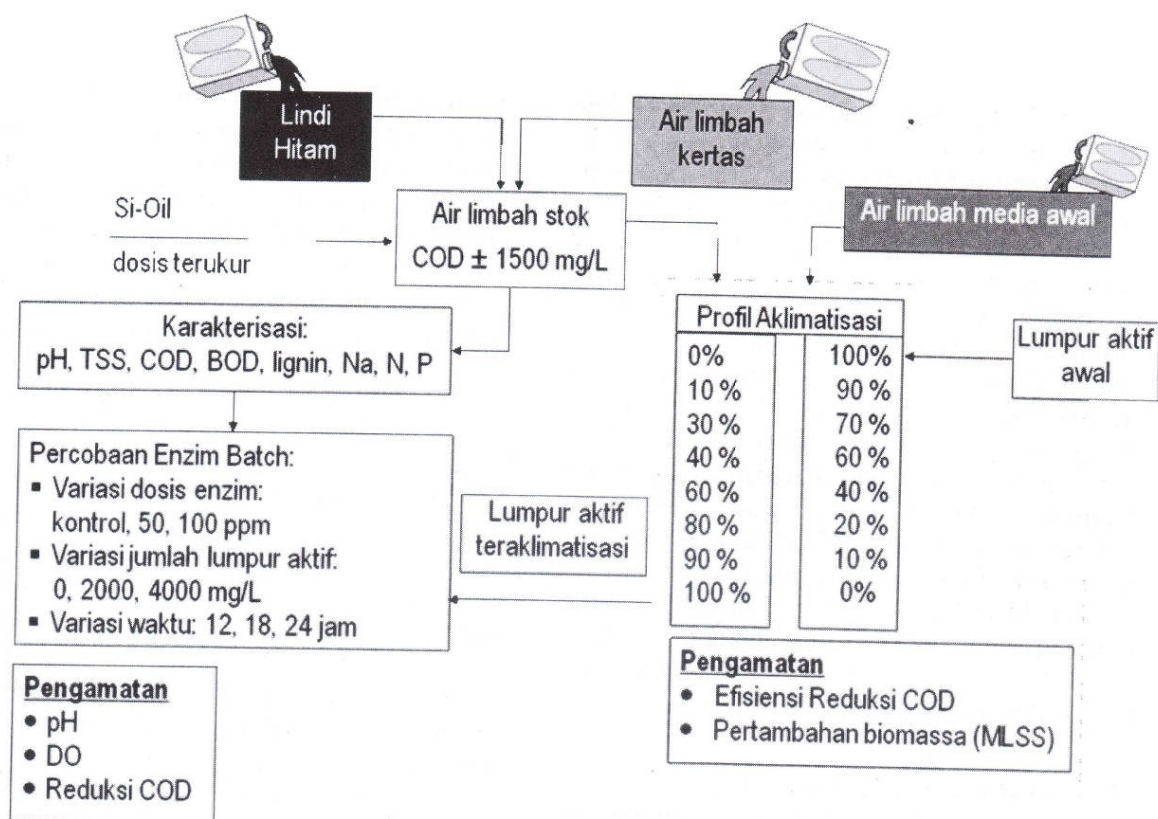 Lindi
Hitam
Air limbah
kertas
Air limbah media awal
Si-Oil
dosis terukur
Air limbah stok
COD ± 1500 mg/L
Karakterisasi:
pH, TSS, COD, BOD, lignin, Na, N, P
Profil Aklimatisasi
0% 100%
10 % 90 %
30 % 70 %
40 % 60 %
60 % 40 %
80 % 20 %
90 % 10 %
100 % 0%
Lumpur aktif
awal
Percobaan Enzim Batch:
▪ Variasi dosis enzim:
kontrol, 50, 100 ppm
▪ Variasi jumlah lumpur aktif:
0, 2000, 4000 mg/L
▪ Variasi waktu: 12, 18, 24 jam
Lumpur aktif
teraklimatisasi
Pengamatan
• pH
• DO
• Reduksi COD
Pengamatan
• Efisiensi Reduksi COD
• Pertambahan biomassa (MLSS)